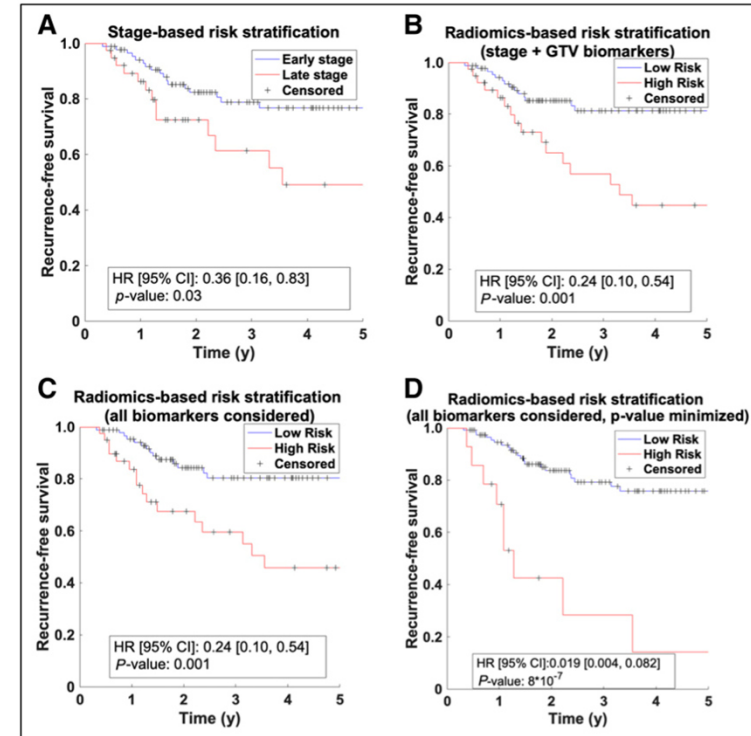 A
Stage-based risk stratification
Early stage
Late stage
Censored
Recurrence-free survival
1.0
0.8
0.6
0.4
0.2
0
HR [95% CI]: 0.36 [0.16, 0.83]
p-value: 0.03
0 1 2 3 4 5
Time (y)
B
Radiomics-based risk stratification
(stage + GTV biomarkers)
Low Risk
High Risk
Censored
Recurrence-free survival
1.0
0.8
0.6
0.4
0.2
0
HR [95% CI]: 0.24 [0.10, 0.54]
P-value: 0.001
0 1 2 3 4 5
Time (y)
C
Radiomics-based risk stratification
(all biomarkers considered)
Low Risk
High Risk
Censored
Recurrence-free survival
1.0
0.8
0.6
0.4
0.2
0
HR [95% CI]: 0.24 [0.10, 0.54]
P-value: 0.001
0 1 2 3 4 5
Time (y)
D
Radiomics-based risk stratification
(all biomarkers considered, p-value minimized)
Low Risk
High Risk
Censored
Recurrence-free survival
1.0
0.8
0.6
0.4
0.2
0
HR [95% CI]:0.019 [0.004, 0.082]
P-value: 8*10-7
0 1 2 3 4 5
Time (y)